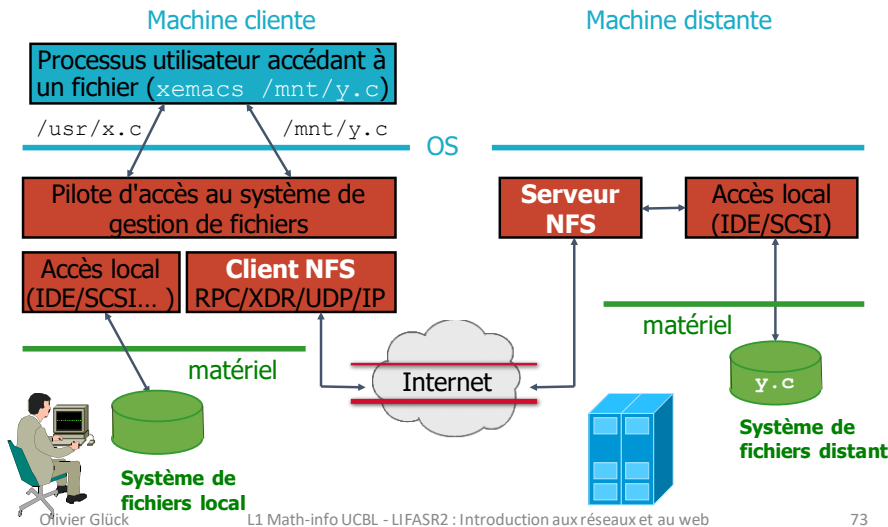 Machine cliente
Machine distante
Processus utilisateur accédant à
un fichier (xemacs /mnt/y.c)
/usr/x.c
/mnt/y.c
OS
Pilote d'accès au système de
gestion de fichiers
Serveur
NFS
Accès local
(IDE/SCSI)
Accès local
(IDE/SCSI… )
Client NFS
RPC/XDR/UDP/IP
matériel
matériel
Internet
y.c
Système de
fichiers distant
Système de
fichiers local
Olivier Glück
L1 Math-info UCBL - LIFASR2 : Introduction aux réseaux et au web
73